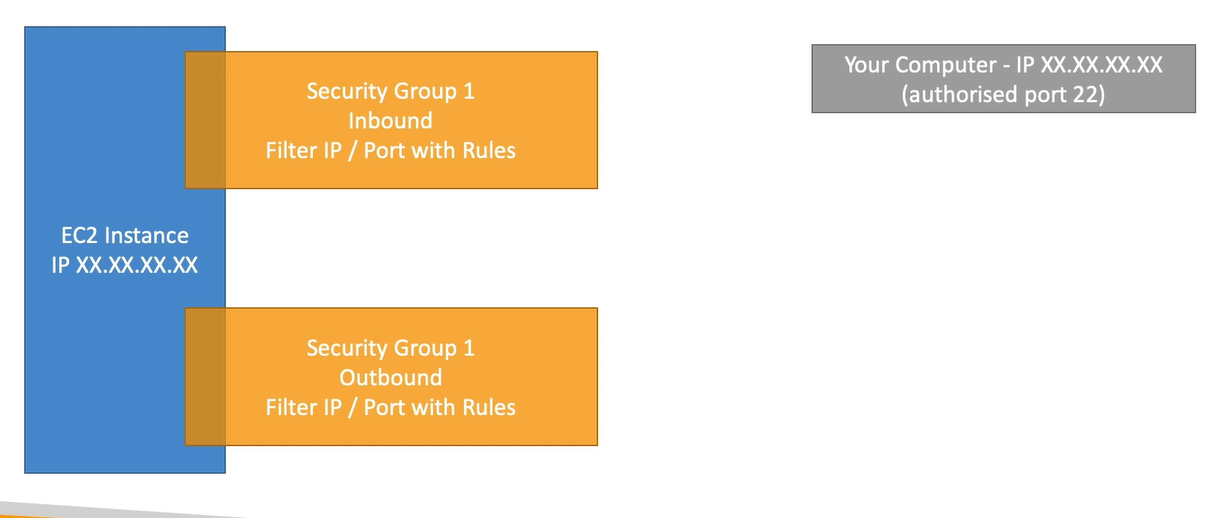 Security Group 1
Inbound
Filter IP / Port with Rules
Your Computer - IP XX.XX.XX.XX
(authorised port 22)
EC2 Instance
IP XX.XX.XX.XX
Security Group 1
Outbound
Filter IP / Port with Rules